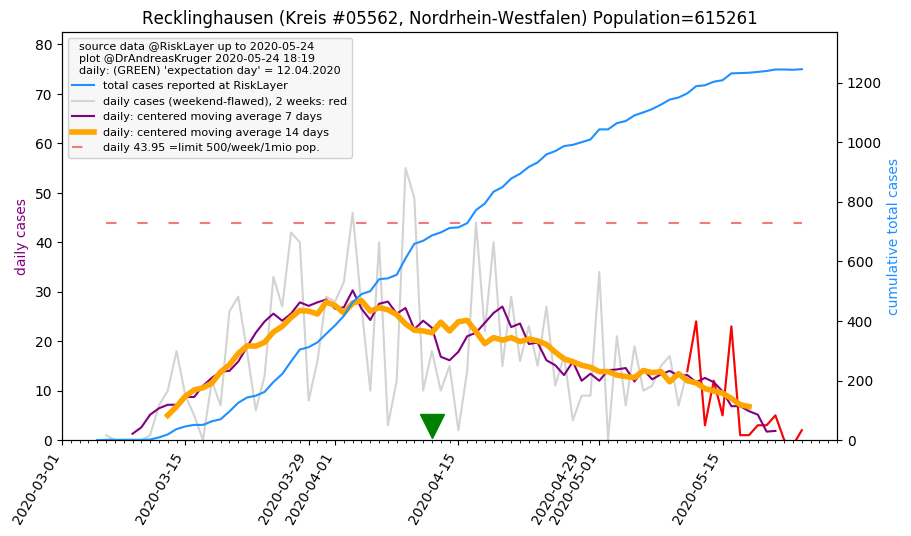 Recklinghausen (Kreis #05562, Nordrhein-Westfalen) Population=615261
source data @RiskLayer up to 2020-05-24
plot @DrAndreasKruger 2020-05-24 18:19
daily: (GREEN) 'expectation day' = 12.04.2020
total cases reported at RiskLayer
daily cases (weekend-flawed), 2 weeks: red
daily: centered moving average 7 days
daily: centered moving average 14 days
daily 43.95 =limit 500/week/1mio pop.
daily cases
80
70
60
50
40
30
20
10
0
cumulative total cases
1200
1000
800
600
400
200
0
2020-03-01
2020-03-15
2020-03-29
2020-04-01
2020-04-15
2020-04-29
2020-05-01
2020-05-15